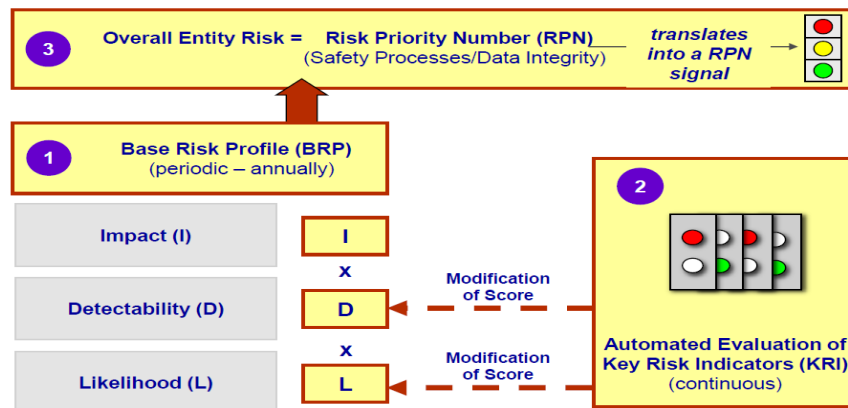 3
Overall Entity Risk = Risk Priority Number (RPN)
(Safety Processes/Data Integrity)
translates
into a RPN
signal
1
Base Risk Profile (BRP)
(periodic – annually)
Impact (I)
I
x
Detectability (D)
D
x
Likelihood (L)
L
Modification
of Score
Modification
of Score
2
Automated Evaluation of
Key Risk Indicators (KRI)
(continuous)